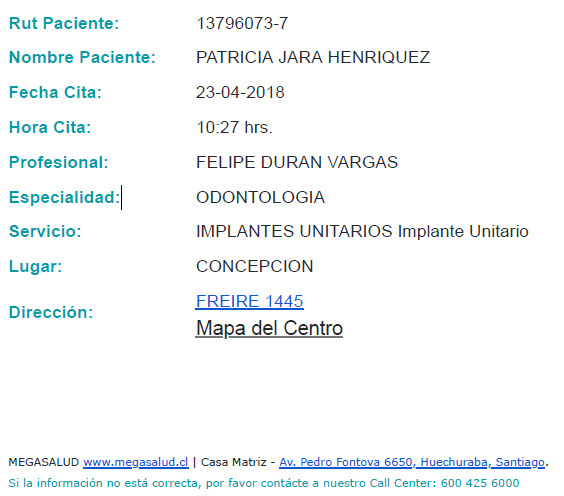 Rut Paciente: 13796073-7
Nombre Paciente: PATRICIA JARA HENRIQUEZ
Fecha Cita: 23-04-2018
Hora Cita: 10:27 hrs.
Profesional: FELIPE DURAN VARGAS
Especialidad: ODONTOLOGIA
Servicio: IMPLANTES UNITARIOS Implante Unitario
Lugar: CONCEPCION
Dirección: FREIRE 1445
Mapa del Centro
MEGASALUD www.megasalud.cl | Casa Matriz - Av. Pedro Fontova 6650, Huechuraba, Santiago.
Si la información no está correcta, por favor contácte a nuestro Call Center: 600 425 6000